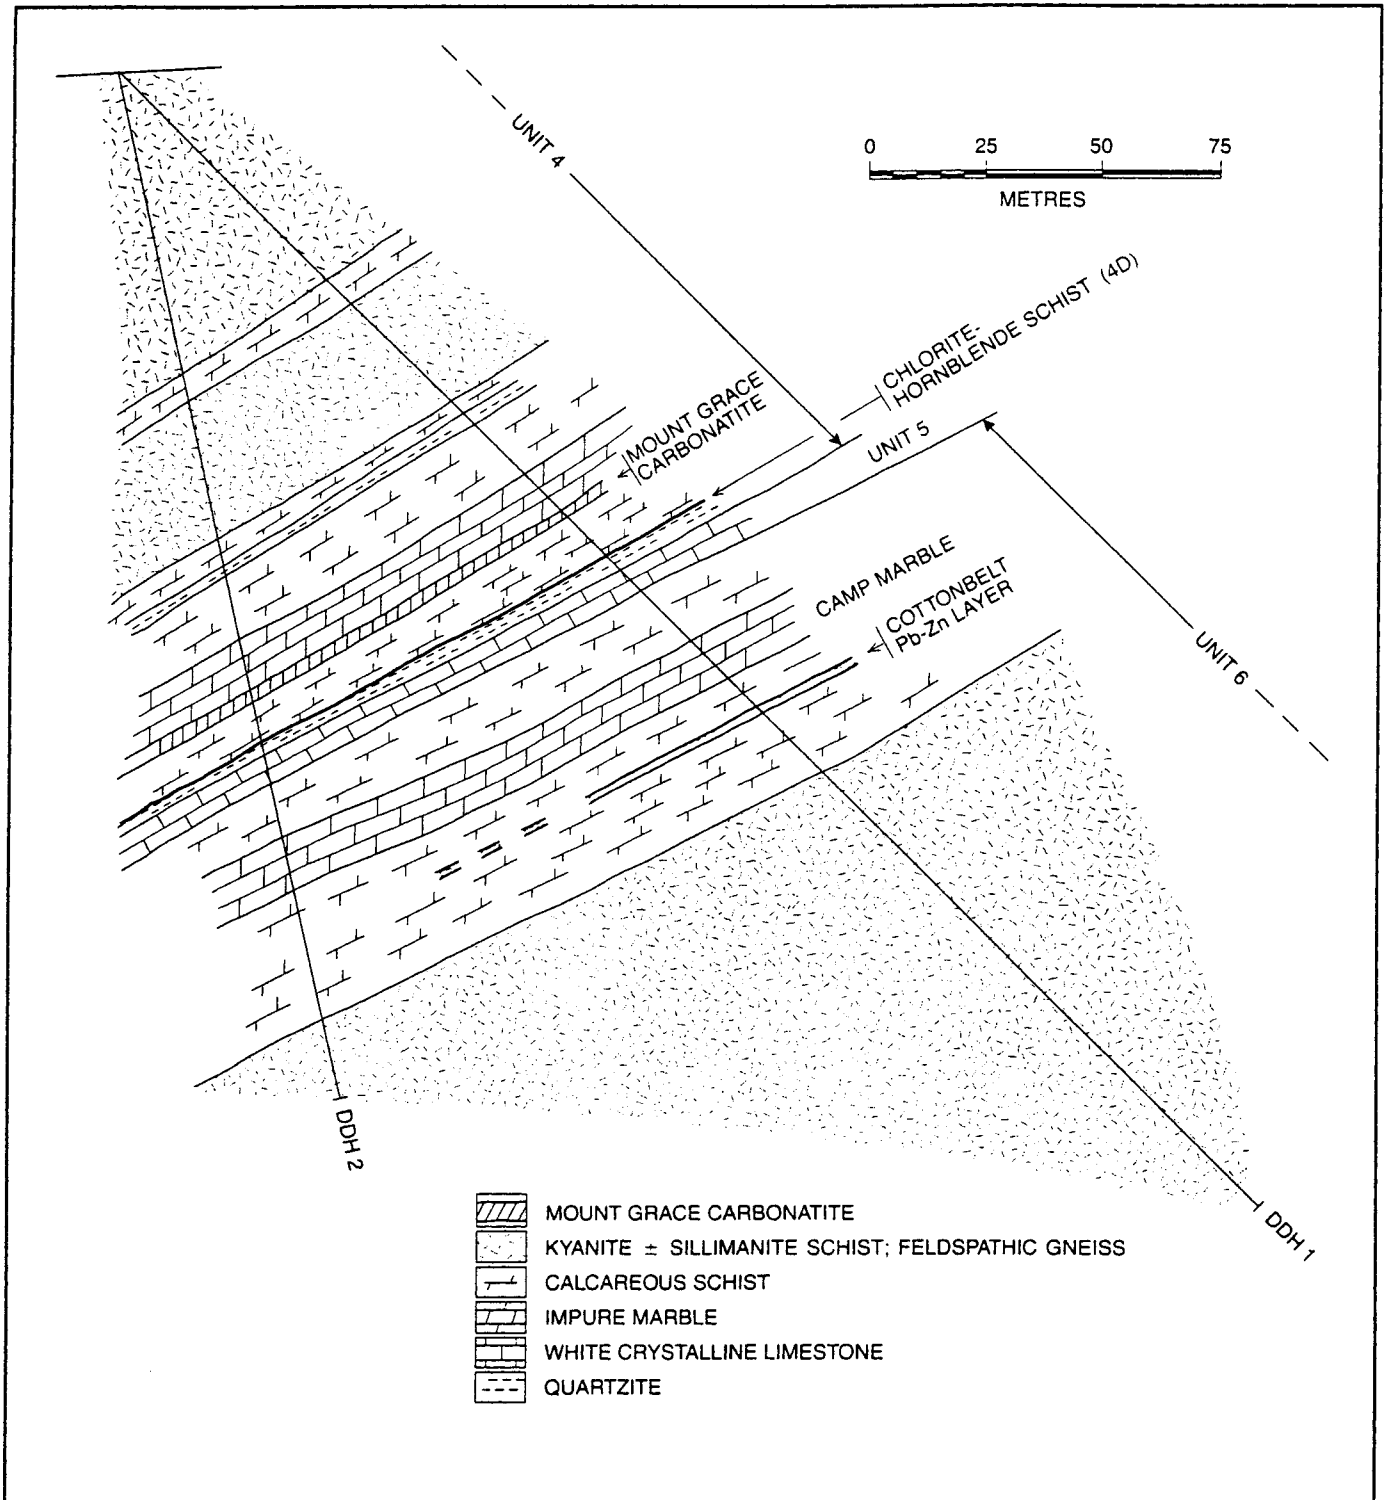 UNIT 4
0 25 50 75
METRES
CHLORITE-
HORNBLENDE SCHIST (4D)
MOUNT GRACE
CARBONATITE
UNIT 5
CAMP MARBLE
COTTONBELT
Pb-Zn LAYER
UNIT 6
DDH 2
DDH 1
MOUNT GRACE CARBONATITE
KYANITE ± SILLIMANITE SCHIST; FELDSPATHIC GNEISS
CALCAREOUS SCHIST
IMPURE MARBLE
WHITE CRYSTALLINE LIMESTONE
QUARTZITE